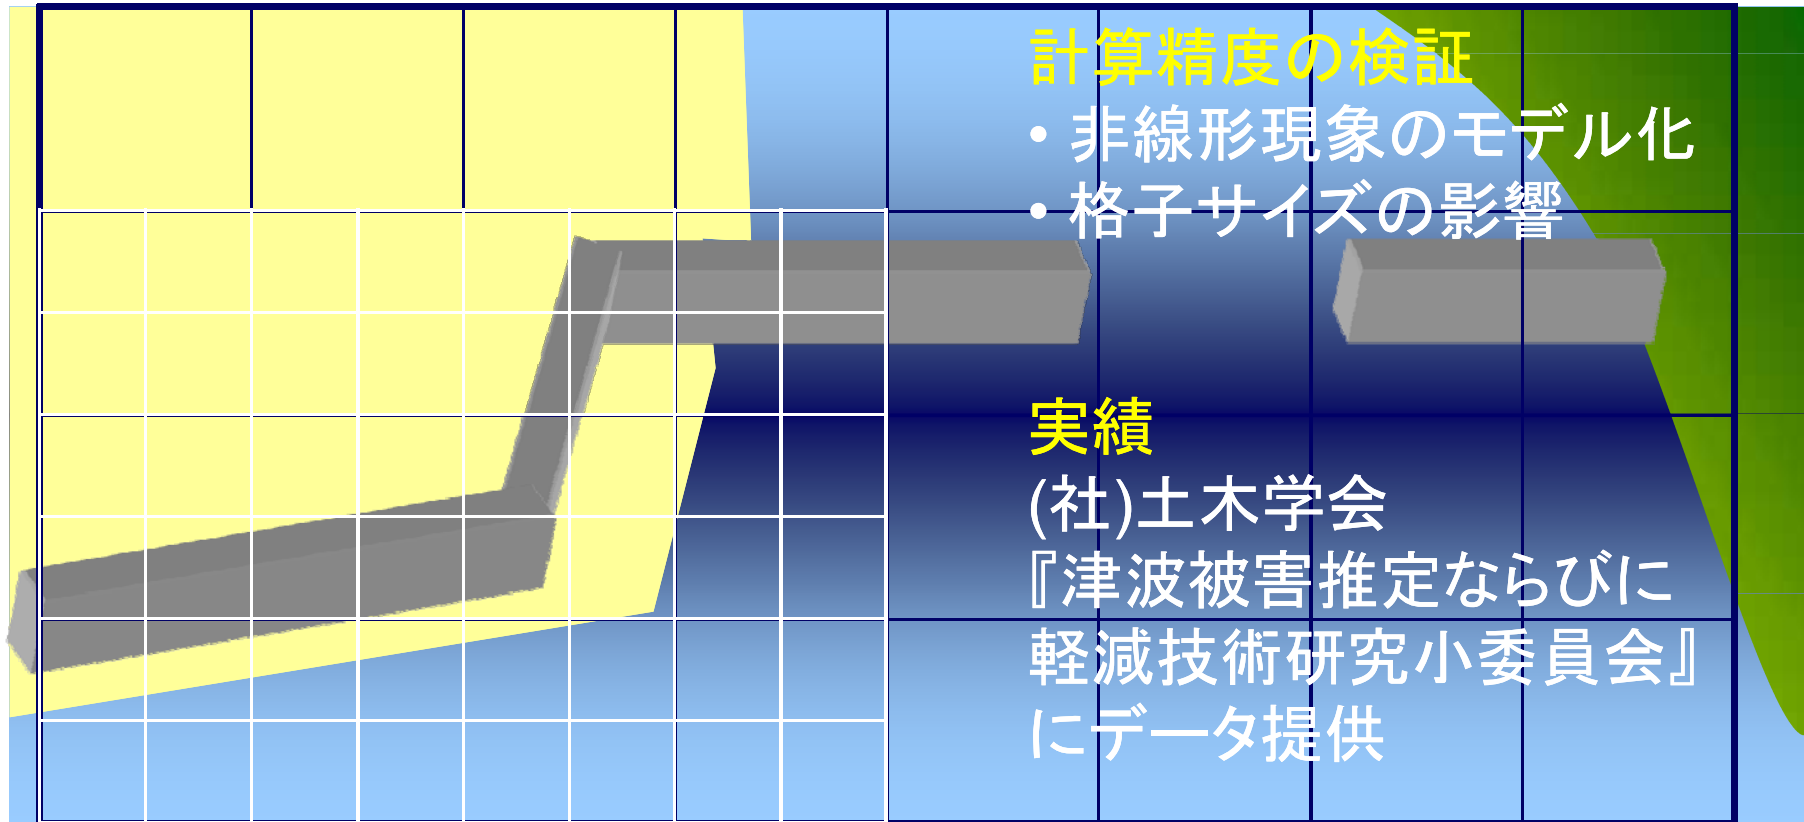 計算精度の検証
• 非線形現象のモデル化
• 格子サイズの影響
実績
(社)土木学会
『津波被害推定ならびに
軽減技術研究小委員会』
にデータ提供